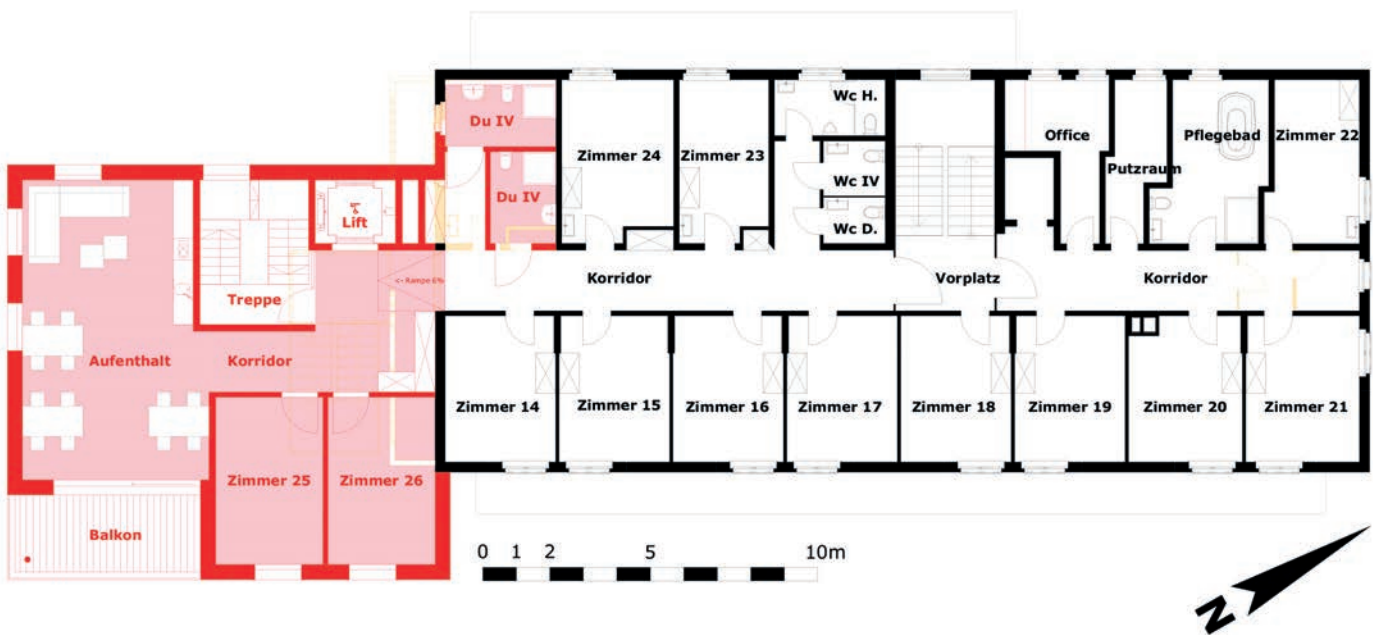 Wc H.
Du IV
Office
Pflegebad
Zimmer 22
Zimmer 24
Zimmer 23
Putzraum
Wc IV
Du IV
Lift
Wc D.
<- Rampe 6%
Korridor
Vorplatz
Korridor
Treppe
Aufenthalt
Korridor
Zimmer 14
Zimmer 15
Zimmer 16
Zimmer 17
Zimmer 18
Zimmer 19
Zimmer 20
Zimmer 21
Zimmer 25
Zimmer 26
Balkon
0 1 2 5 10m
N